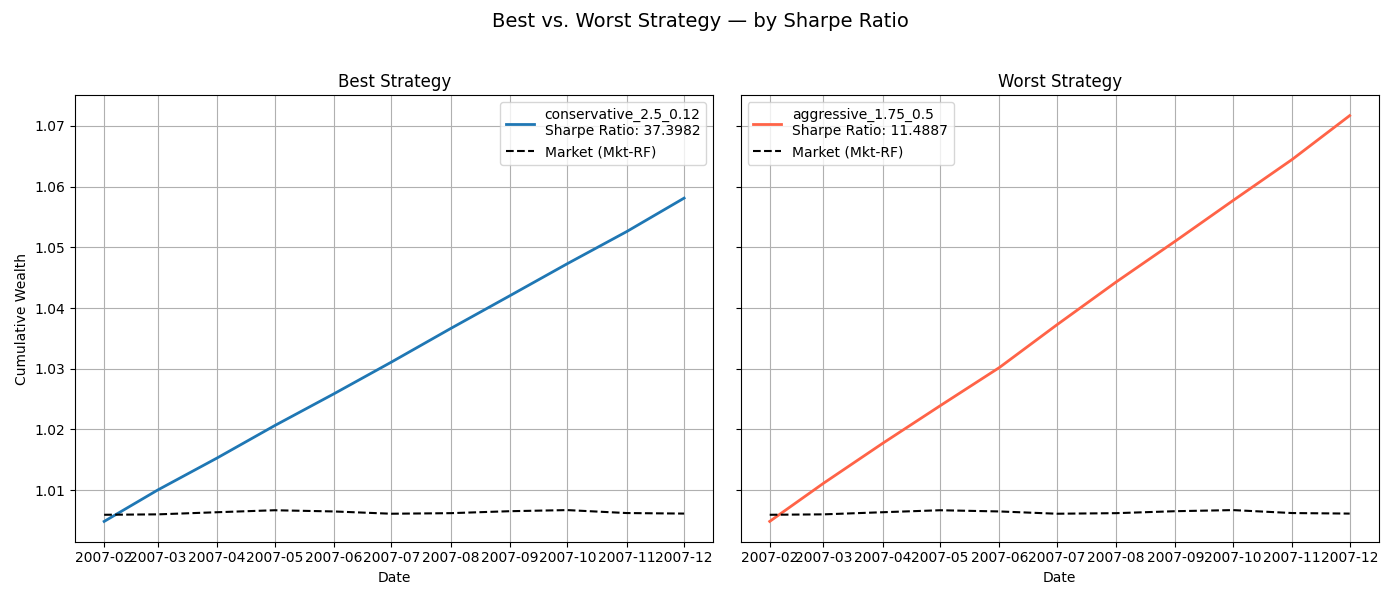 Best vs. Worst Strategy — by Sharpe Ratio
Best Strategy
conservative_2.5_0.12
Sharpe Ratio: 37.3982
Market (Mkt-RF)
Cumulative Wealth
1.07
1.06
1.05
1.04
1.03
1.02
1.01
2007-02
2007-03
2007-04
2007-05
2007-06
2007-07
2007-08
2007-09
2007-10
2007-11
2007-12
Date
Worst Strategy
aggressive_1.75_0.5
Sharpe Ratio: 11.4887
Market (Mkt-RF)
2007-02
2007-03
2007-04
2007-05
2007-06
2007-07
2007-08
2007-09
2007-10
2007-11
2007-12
Date